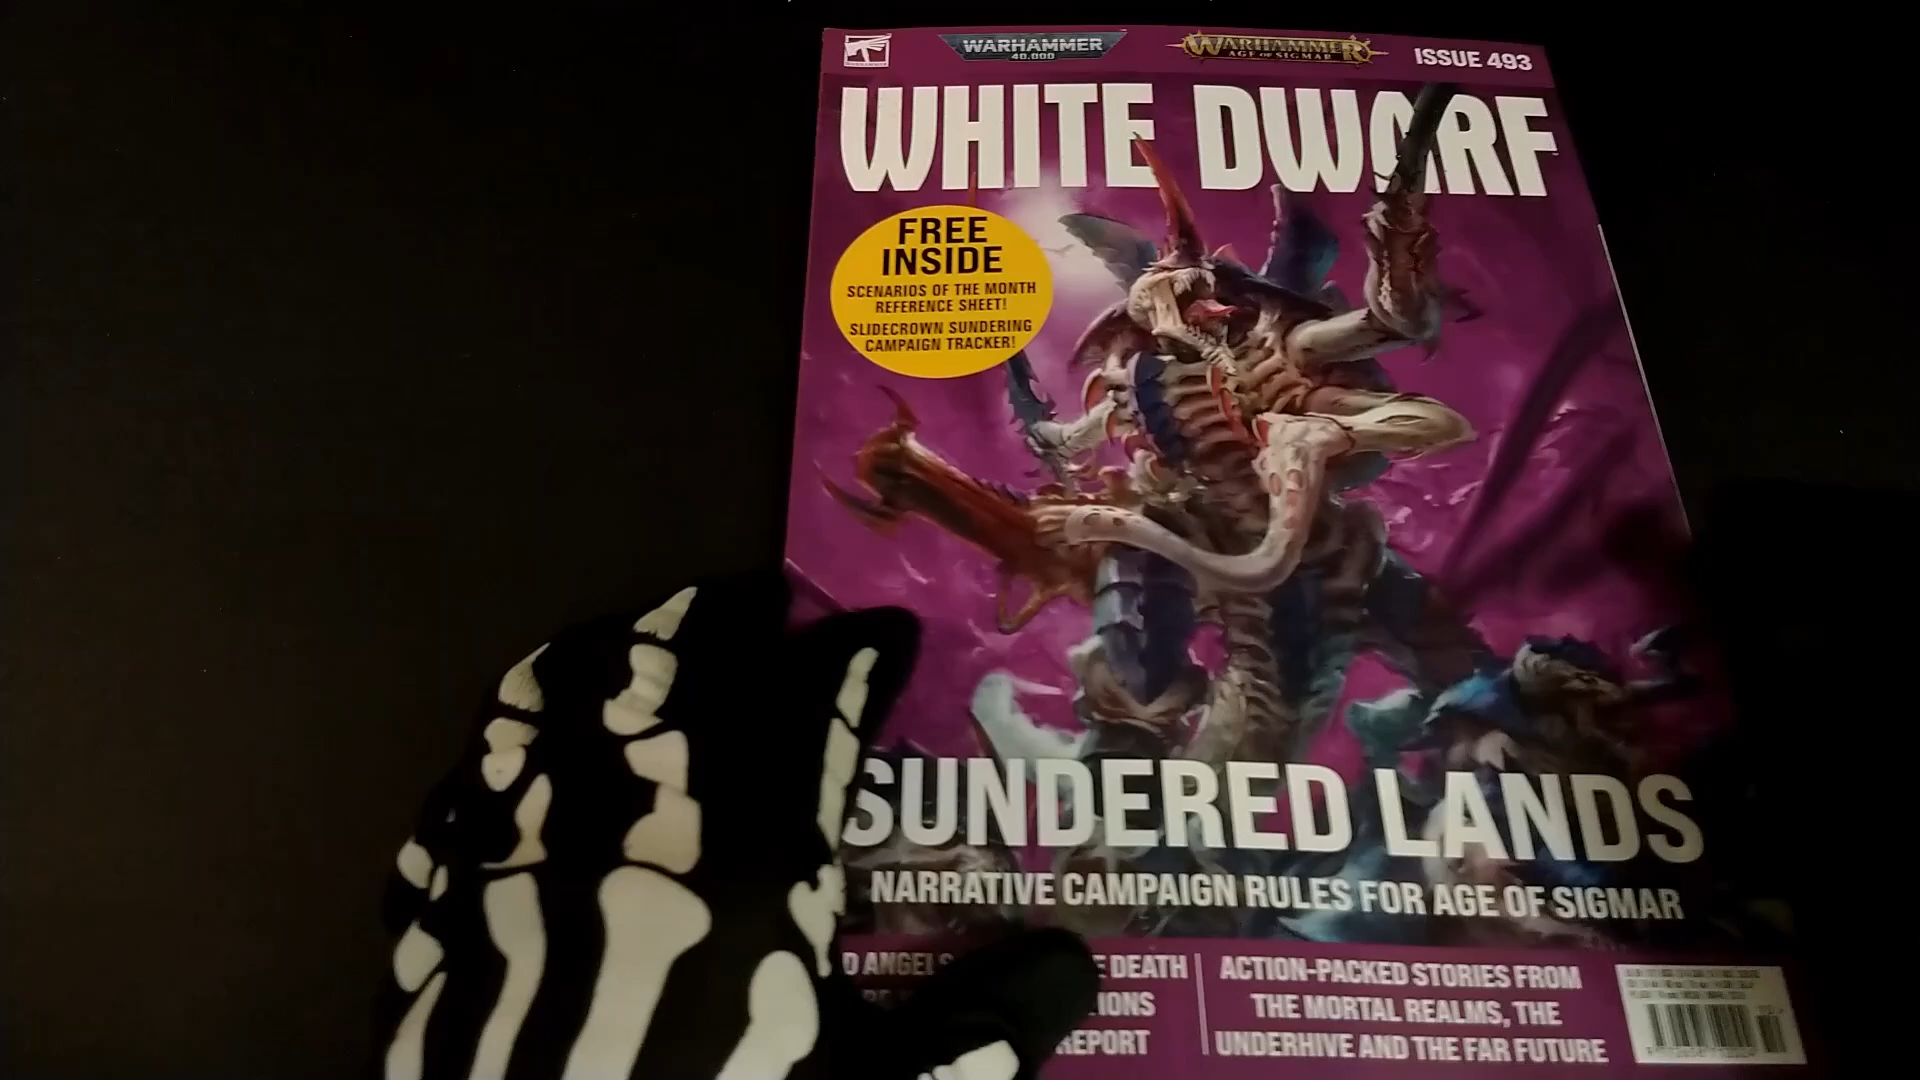 WARHAMMER
40,000
WARHAMMER
AGE OF SIGMAR
ISSUE 493
WHITE DWARF
FREE
INSIDE
SCENARIOS OF THE MONTH
REFERENCE SHEET!
SLIDECROWN SUNDERING
CAMPAIGN TRACKER!
SUNDERED LANDS
NARRATIVE CAMPAIGN RULES FOR AGE OF SIGMAR
ANGELS DEATH
REPORT
ACTION-PACKED STORIES FROM
THE MORTAL REALMS, THE
UNDERHIVE AND THE FAR FUTURE